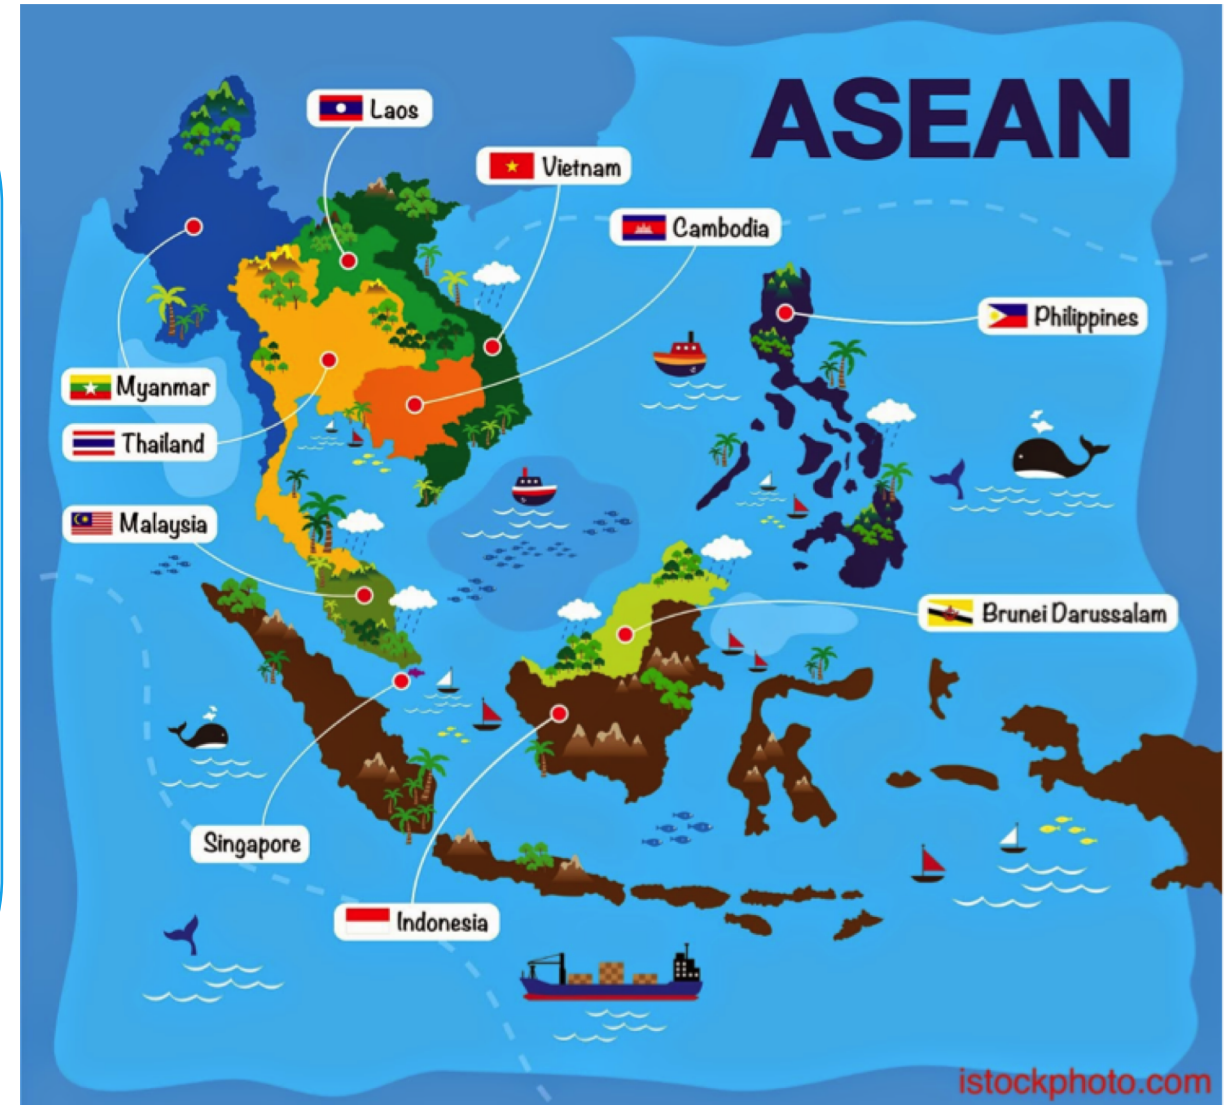 ASEAN
Laos
Vietnam
Cambodia
Philippines
Myanmar
Thailand
Malaysia
Brunei Darussalam
Singapore
Indonesia
istockphoto.com